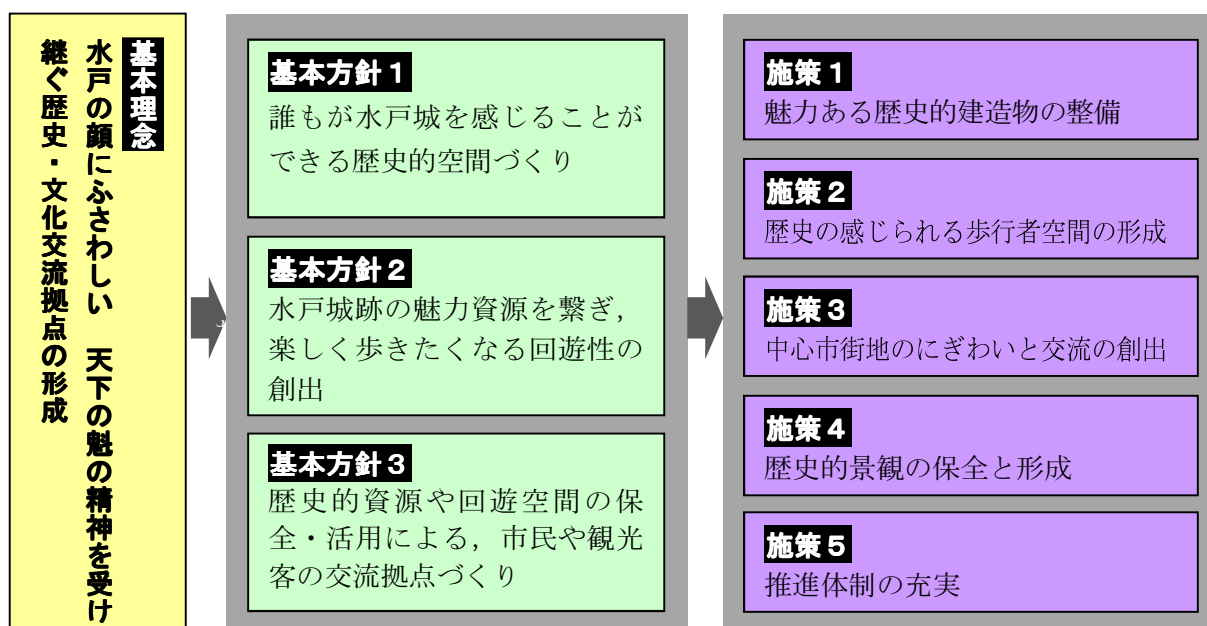 基本理念
水戸の顔にふさわしい　天下の魁の精神を受け
継ぐ歴史・文化交流拠点の形成
基本方針１
誰もが水戸城を感じることが
できる歴史的空間づくり
基本方針２
水戸城跡の魅力資源を繋ぎ，
楽しく歩きたくなる回遊性の
創出
基本方針３
歴史的資源や回遊空間の保
全・活用による，市民や観光
客の交流拠点づくり
施策１
魅力ある歴史的建造物の整備
施策２
歴史の感じられる歩行者空間の形成
施策３
中心市街地のにぎわいと交流の創出
施策４
歴史的景観の保全と形成
施策５
推進体制の充実